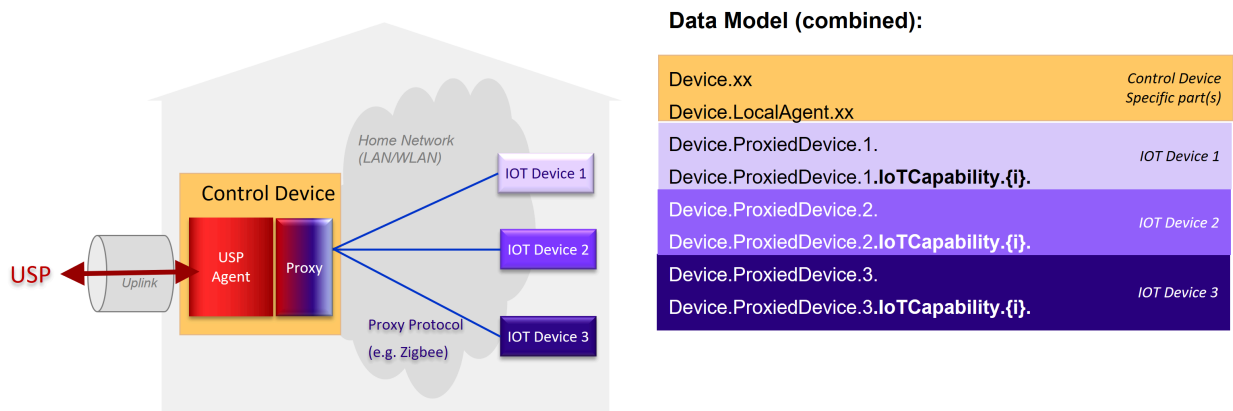 Home Network
(LAN/WLAN)
IOT Device 1
Control Device
USP
Agent
Proxy
IOT Device 2
USP
Uplink
Proxy Protocol
(e.g. Zigbee)
IOT Device 3
Data Model (combined):
Device.xx
Device.LocalAgent.xx
Control Device
Specific part(s)
Device.ProxiedDevice.1.
Device.ProxiedDevice.1.IoTCapability.{i}.
IOT Device 1
Device.ProxiedDevice.2.
Device.ProxiedDevice.2.IoTCapability.{i}.
IOT Device 2
Device.ProxiedDevice.3.
Device.ProxiedDevice.3.IoTCapability.{i}.
IOT Device 3